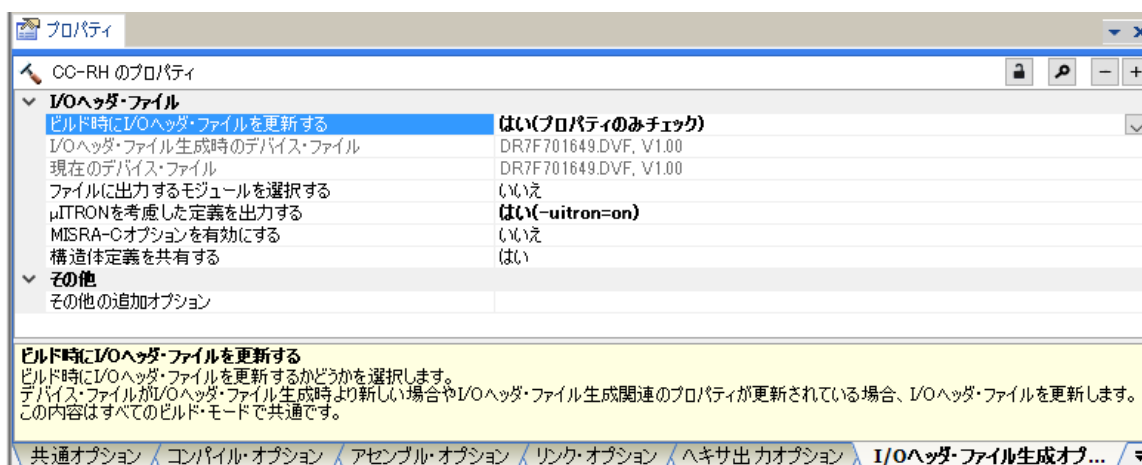 プロパティ
CC-RH のプロパティ
I/Oヘッダ・ファイル
ビルド時にI/Oヘッダ・ファイルを更新する はい(プロパティのみチェック)
I/Oヘッダ・ファイル生成時のデバイス・ファイル DR7F701649.DVF, V1.00
現在のデバイス・ファイル DR7F701649.DVF, V1.00
ファイルに出力するモジュールを選択する いいえ
μITRONを考慮した定義を出力する はい(-uitron=on)
MISRA-Cオプションを有効にする いいえ
構造体定義を共有する はい
その他
その他の追加オプション
ビルド時にI/Oヘッダ・ファイルを更新する
ビルド時にI/Oヘッダ・ファイルを更新するかどうかを選択します。
デバイス・ファイルがI/Oヘッダ・ファイル生成時より新しい場合やI/Oヘッダ・ファイル生成関連のプロパティが更新されている場合、I/Oヘッダ・ファイルを更新します。
この内容はすべてのビルド・モードで共通です。
共通オプション コンパイル・オプション アセンブル・オプション リンク・オプション ヘキサ出力オプション I/Oヘッダ・ファイル生成オプ...